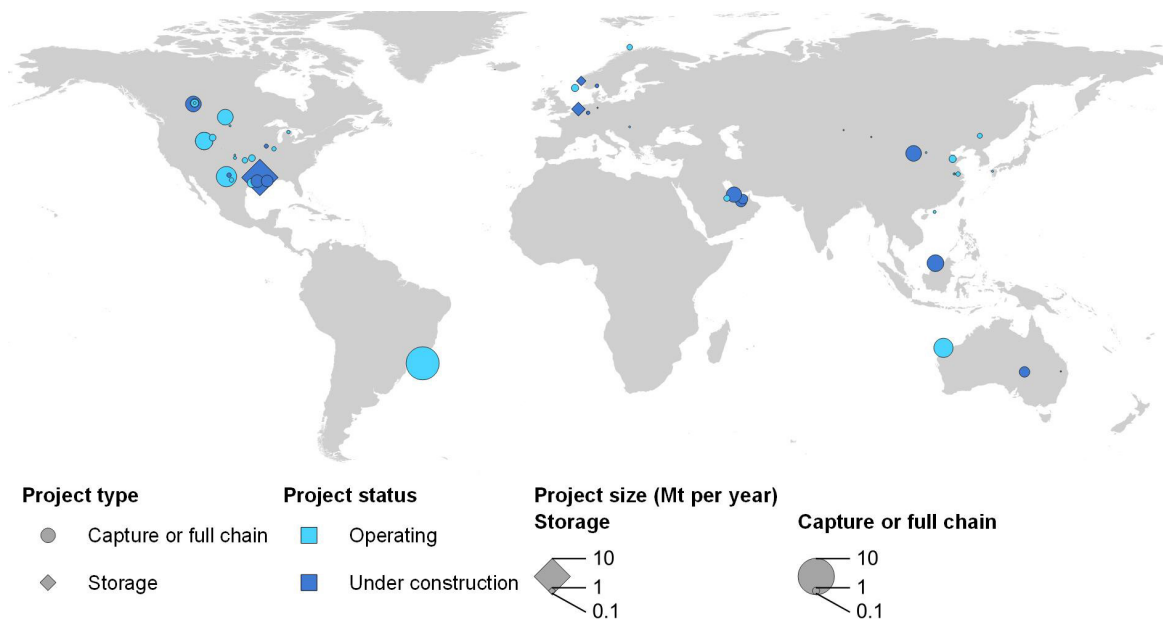 Project type
Capture or full chain
Storage
Project status
Operating
Under construction
Project size (Mt per year)
Storage
10
1
0.1
Capture or full chain
10
1
0.1